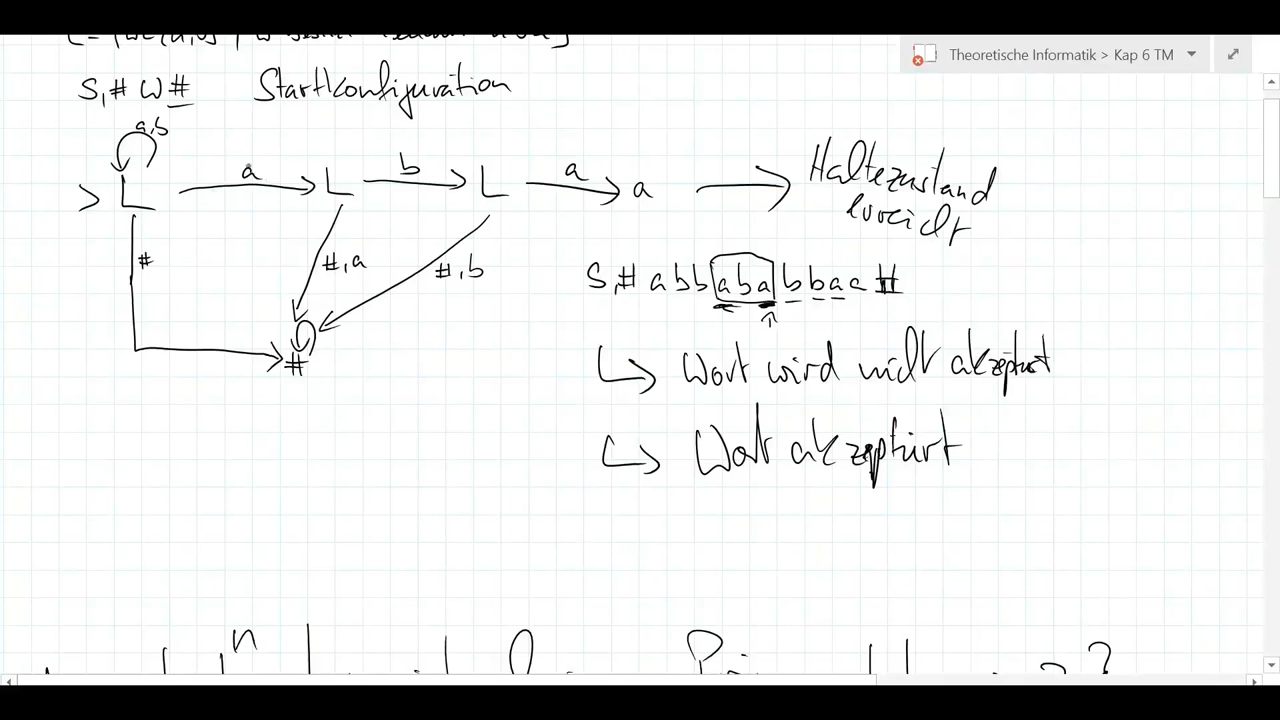 Theoretische Informatik > Kap 6 TM
S,# w # Startkonfiguration
a,b
> L a L b L a a Haltezustand
erreicht
# #,a #,b
S,# a b b a b a b b a a #
#
Wort wird nicht akzeptiert
Wort akzeptiert
n
?